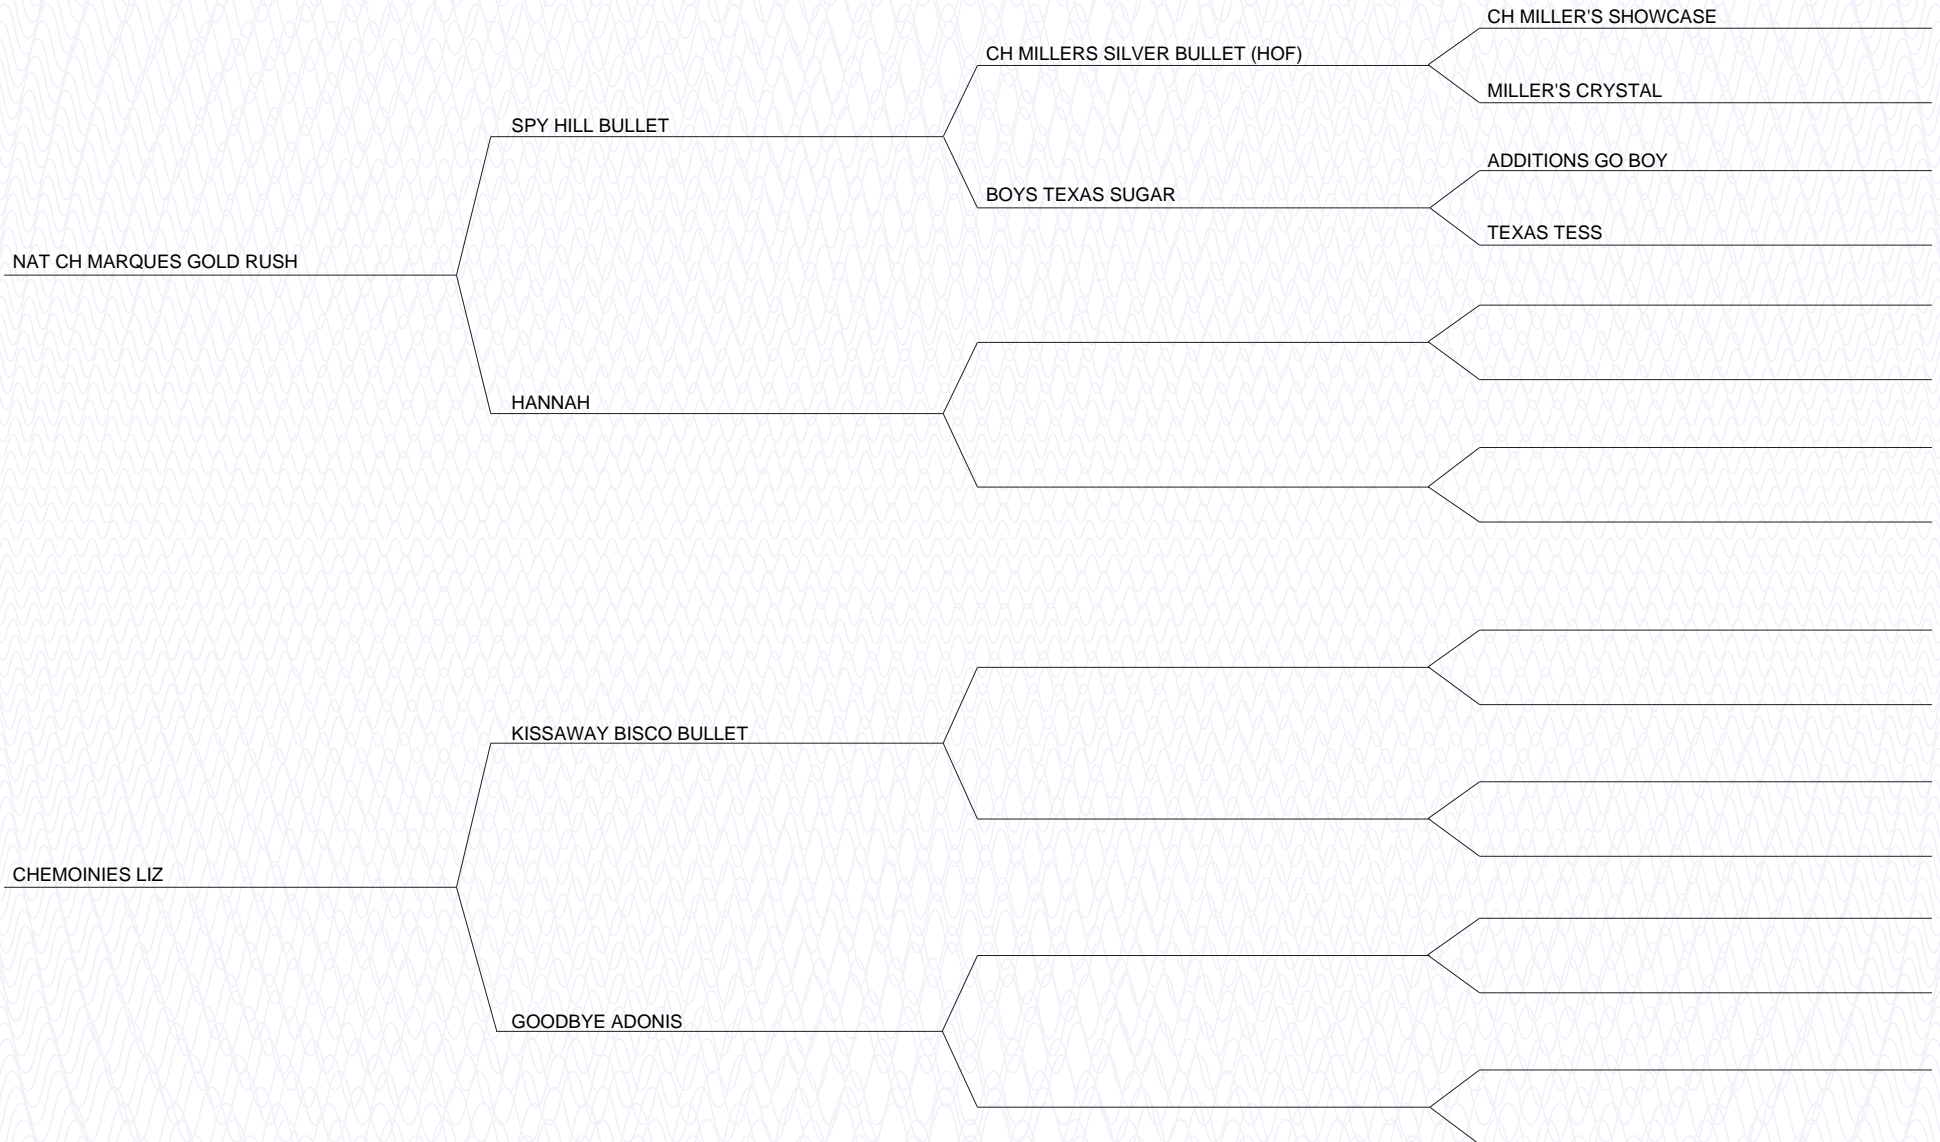 CH MILLER'S SHOWCASE
CH MILLERS SILVER BULLET (HOF)
MILLER'S CRYSTAL
SPY HILL BULLET
ADDITIONS GO BOY
BOYS TEXAS SUGAR
TEXAS TESS
NAT CH MARQUES GOLD RUSH
HANNAH
KISSAWAY BISCO BULLET
CHEMOINIES LIZ
GOODBYE ADONIS